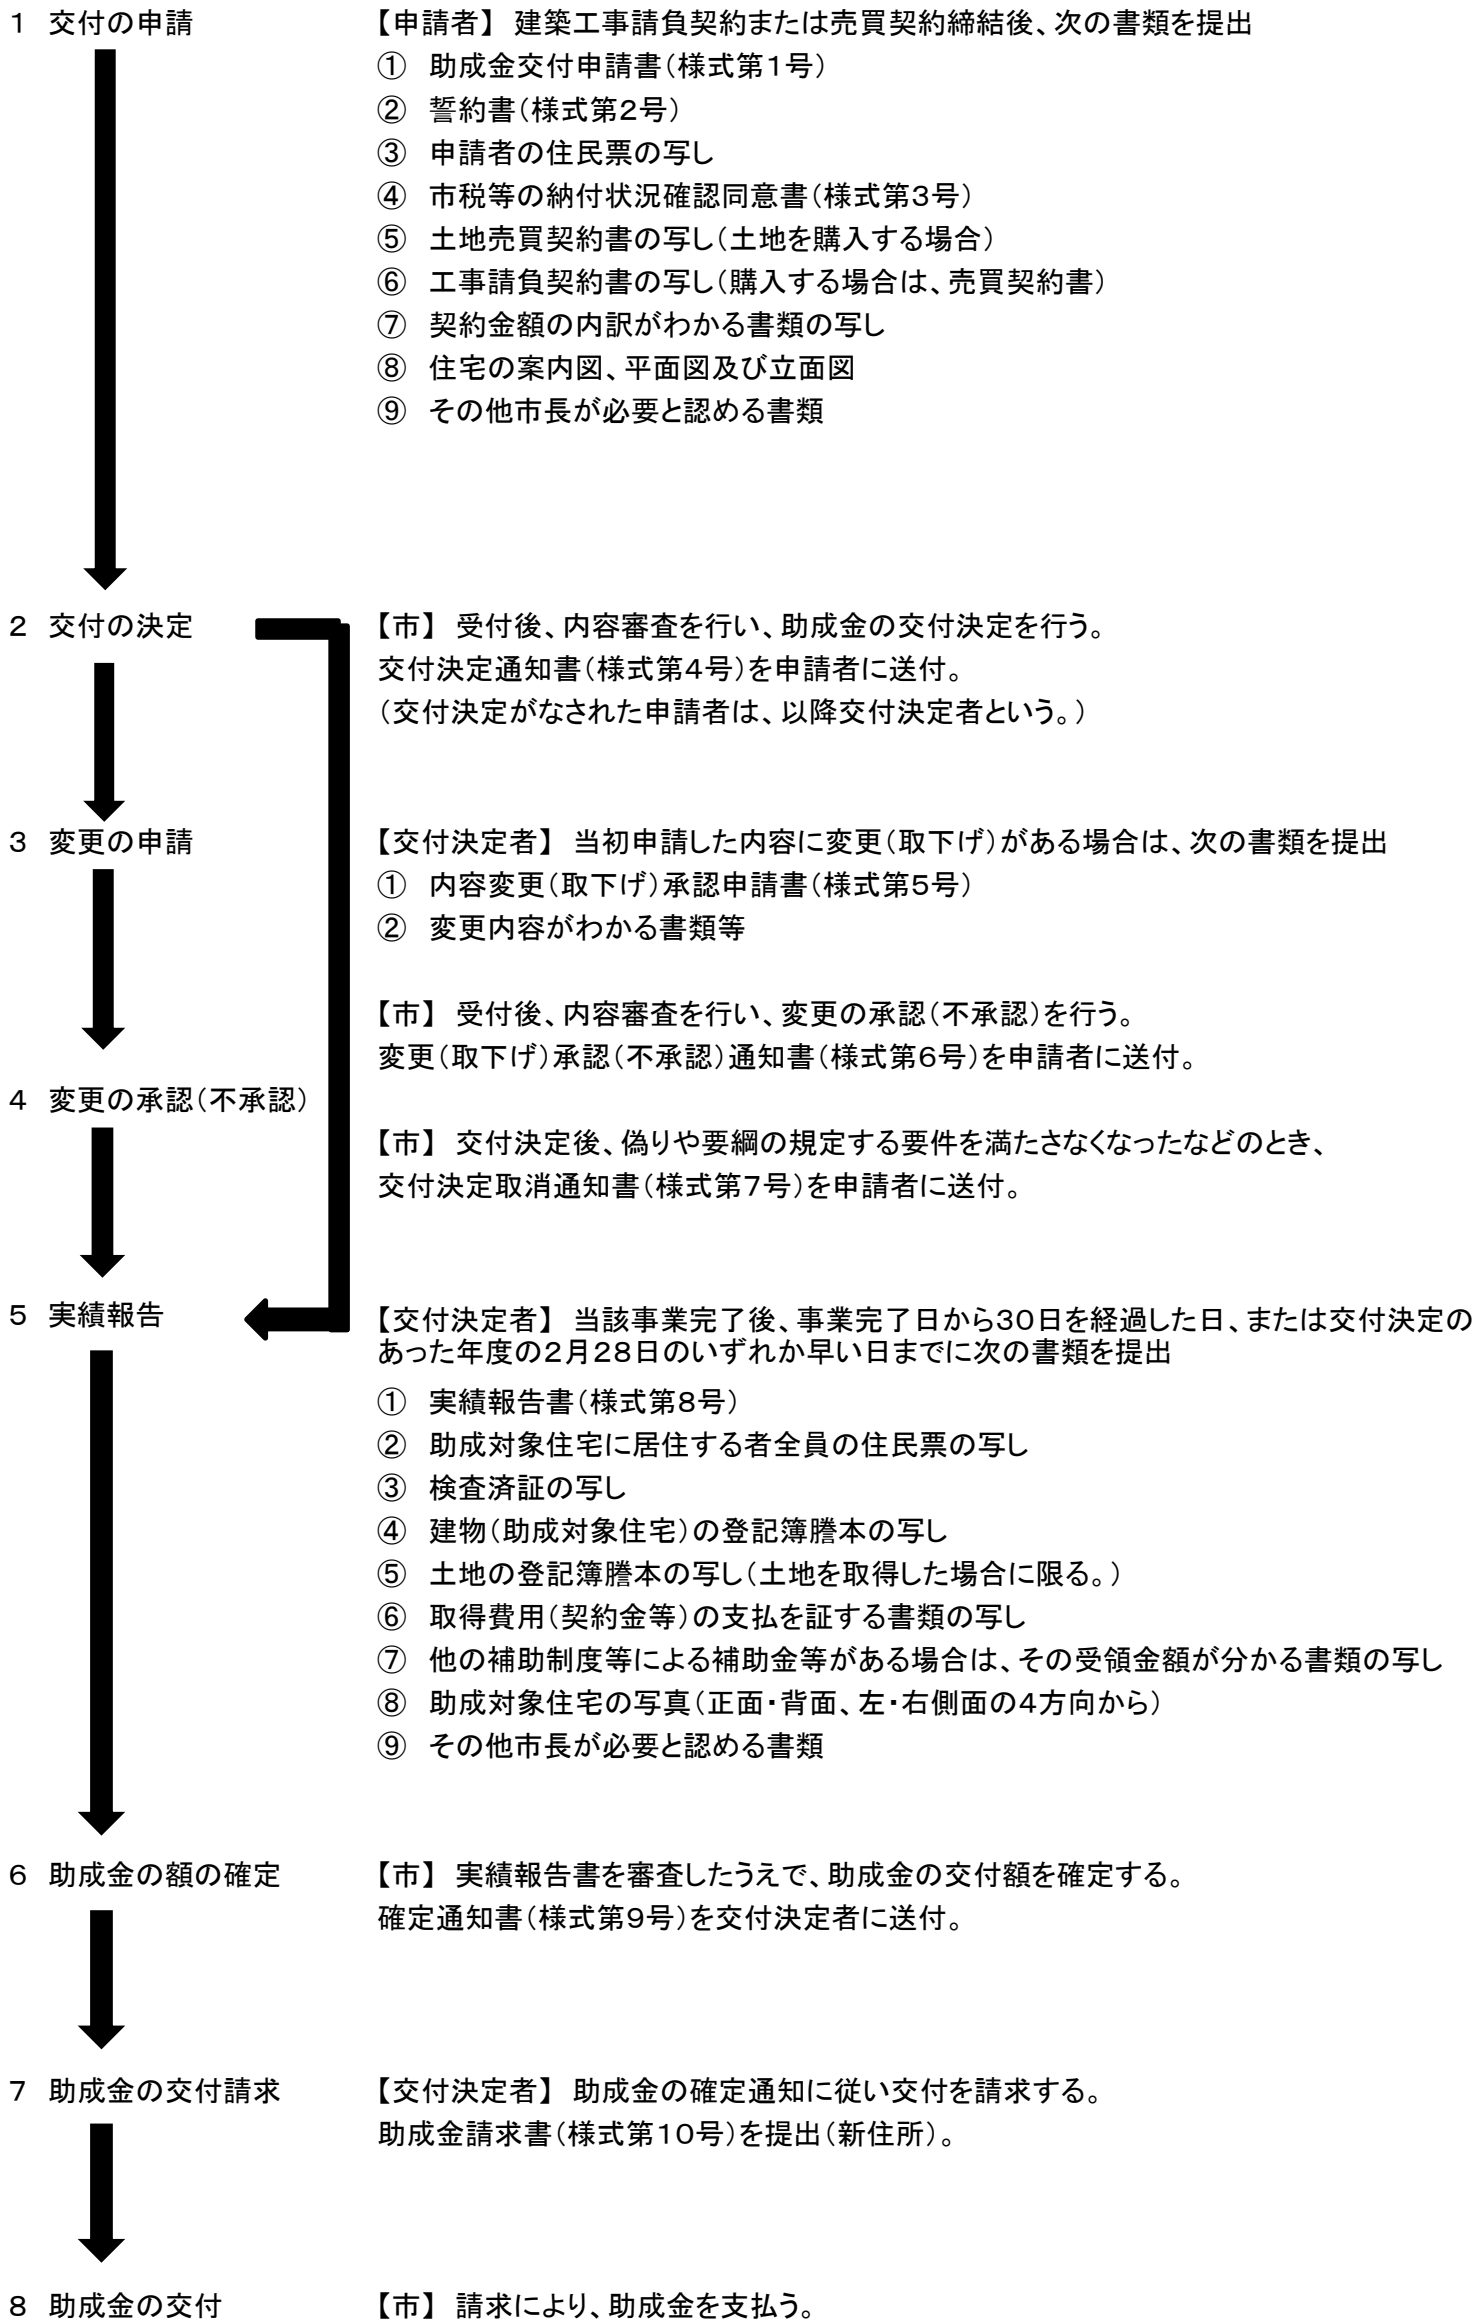 1 交付の申請 【申請者】 建築工事請負契約または売買契約締結後、次の書類を提出
① 助成金交付申請書(様式第1号)
② 誓約書(様式第2号)
③ 申請者の住民票の写し
④ 市税等の納付状況確認同意書(様式第3号)
⑤ 土地売買契約書の写し(土地を購入する場合)
⑥ 工事請負契約書の写し(購入する場合は、売買契約書)
⑦ 契約金額の内訳がわかる書類の写し
⑧ 住宅の案内図、平面図及び立面図
⑨ その他市長が必要と認める書類
2 交付の決定 【市】 受付後、内容審査を行い、助成金の交付決定を行う。
交付決定通知書(様式第4号)を申請者に送付。
(交付決定がなされた申請者は、以降交付決定者という。)
3 変更の申請 【交付決定者】 当初申請した内容に変更(取下げ)がある場合は、次の書類を提出
① 内容変更(取下げ)承認申請書(様式第5号)
② 変更内容がわかる書類等
【市】 受付後、内容審査を行い、変更の承認(不承認)を行う。
変更(取下げ)承認(不承認)通知書(様式第6号)を申請者に送付。
4 変更の承認(不承認)
【市】 交付決定後、偽りや要綱の規定する要件を満たさなくなったなどのとき、
交付決定取消通知書(様式第7号)を申請者に送付。
5 実績報告 【交付決定者】 当該事業完了後、事業完了日から30日を経過した日、または交付決定の
あった年度の2月28日のいずれか早い日までに次の書類を提出
① 実績報告書(様式第8号)
② 助成対象住宅に居住する者全員の住民票の写し
③ 検査済証の写し
④ 建物(助成対象住宅)の登記簿謄本の写し
⑤ 土地の登記簿謄本の写し(土地を取得した場合に限る。)
⑥ 取得費用(契約金等)の支払を証する書類の写し
⑦ 他の補助制度等による補助金等がある場合は、その受領金額が分かる書類の写し
⑧ 助成対象住宅の写真(正面・背面、左・右側面の4方向から)
⑨ その他市長が必要と認める書類
6 助成金の額の確定 【市】 実績報告書を審査したうえで、助成金の交付額を確定する。
確定通知書(様式第9号)を交付決定者に送付。
7 助成金の交付請求 【交付決定者】 助成金の確定通知に従い交付を請求する。
助成金請求書(様式第10号)を提出(新住所)。
8 助成金の交付 【市】 請求により、助成金を支払う。